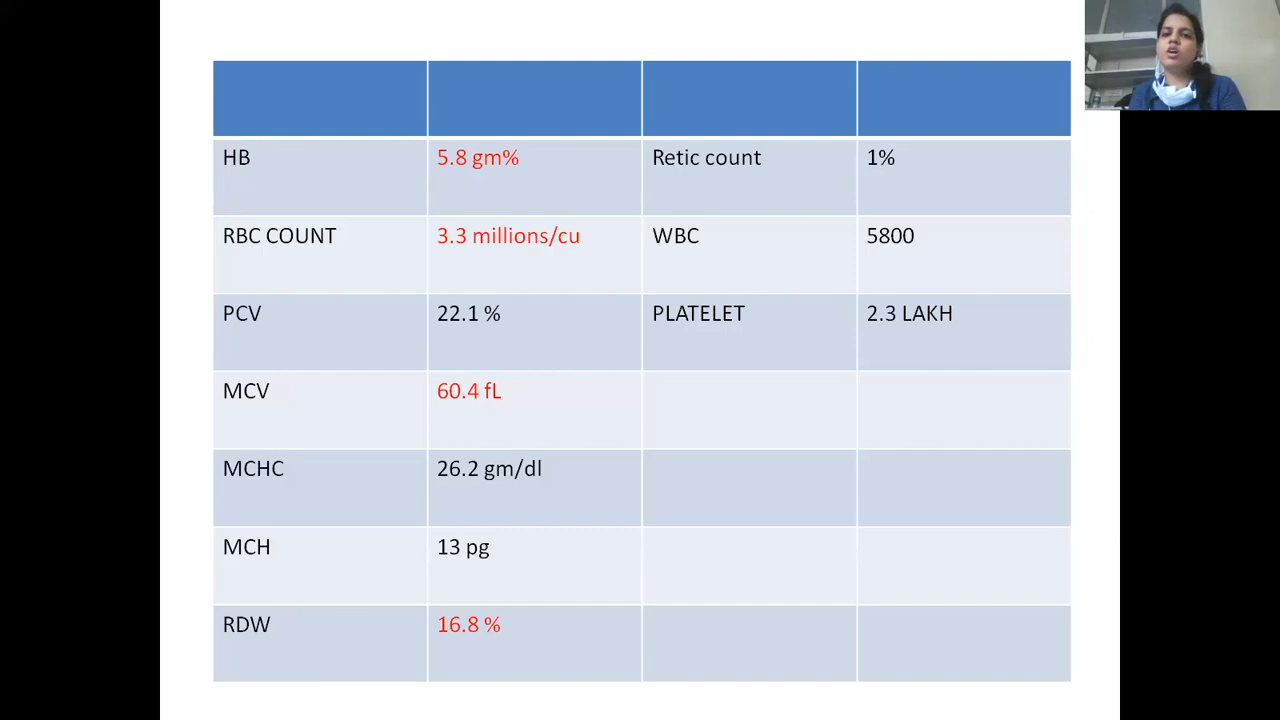 HB 5.8 gm% Retic count 1%
RBC COUNT 3.3 millions/cu WBC 5800
PCV 22.1 % PLATELET 2.3 LAKH
MCV 60.4 fL
MCHC 26.2 gm/dl
MCH 13 pg
RDW 16.8 %